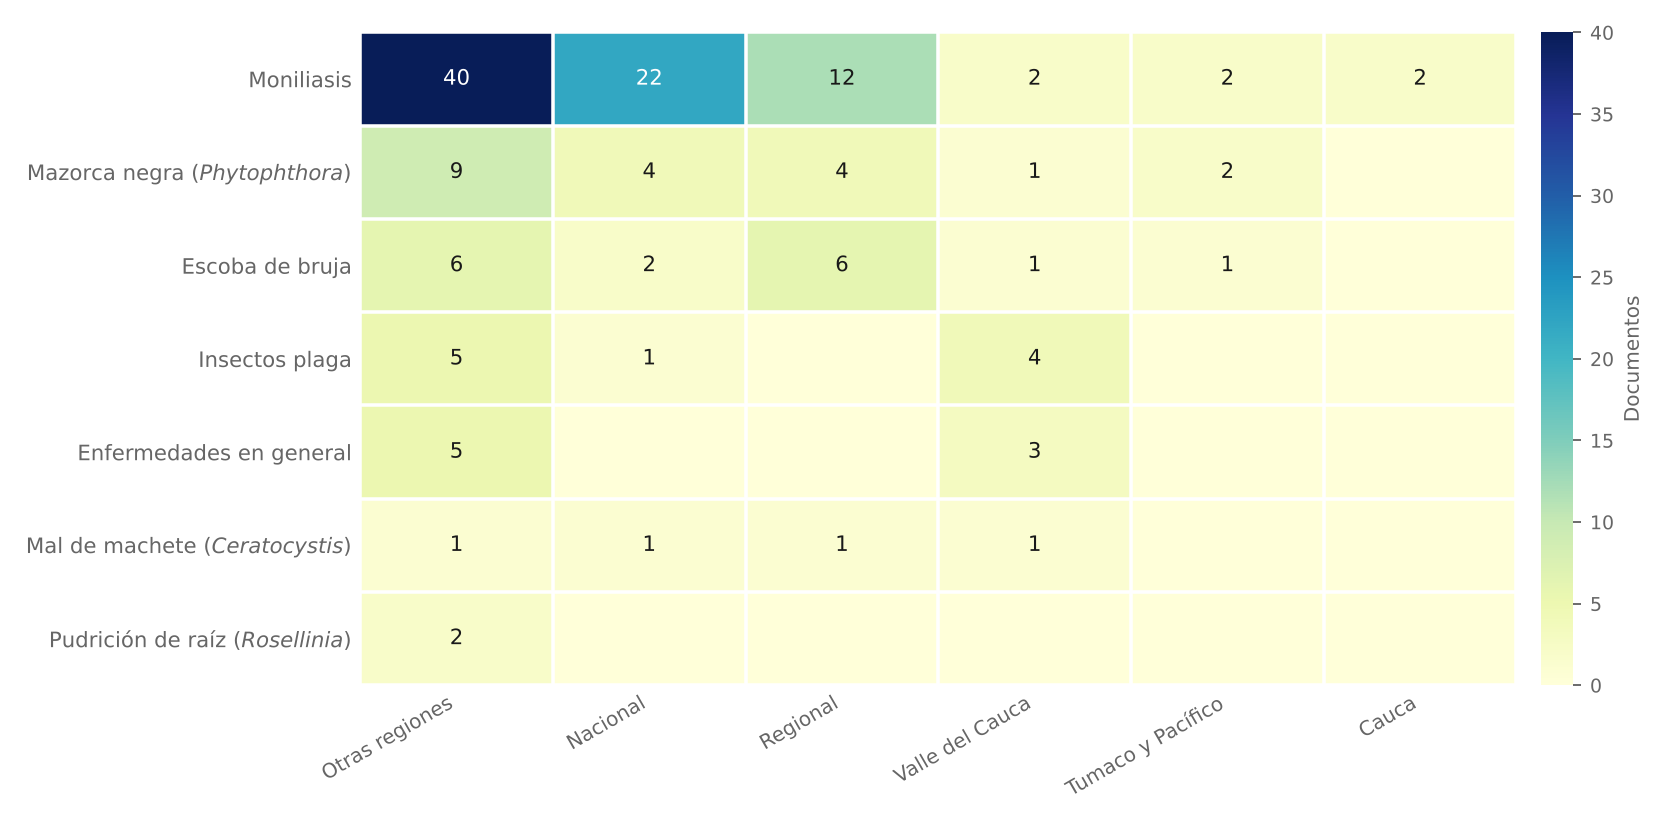 Moniliasis 40 22 12 2 2 2
Mazorca negra (Phytophthora) 9 4 4 1 2
Escoba de bruja 6 2 6 1 1
Insectos plaga 5 1 4
Enfermedades en general 5 3
Mal de machete (Ceratocystis) 1 1 1 1
Pudrición de raíz (Rosellinia) 2
Otras regiones Nacional Regional Valle del Cauca Tumaco y Pacífico Cauca
40
35
30
25
20
15
10
5
0
Documentos